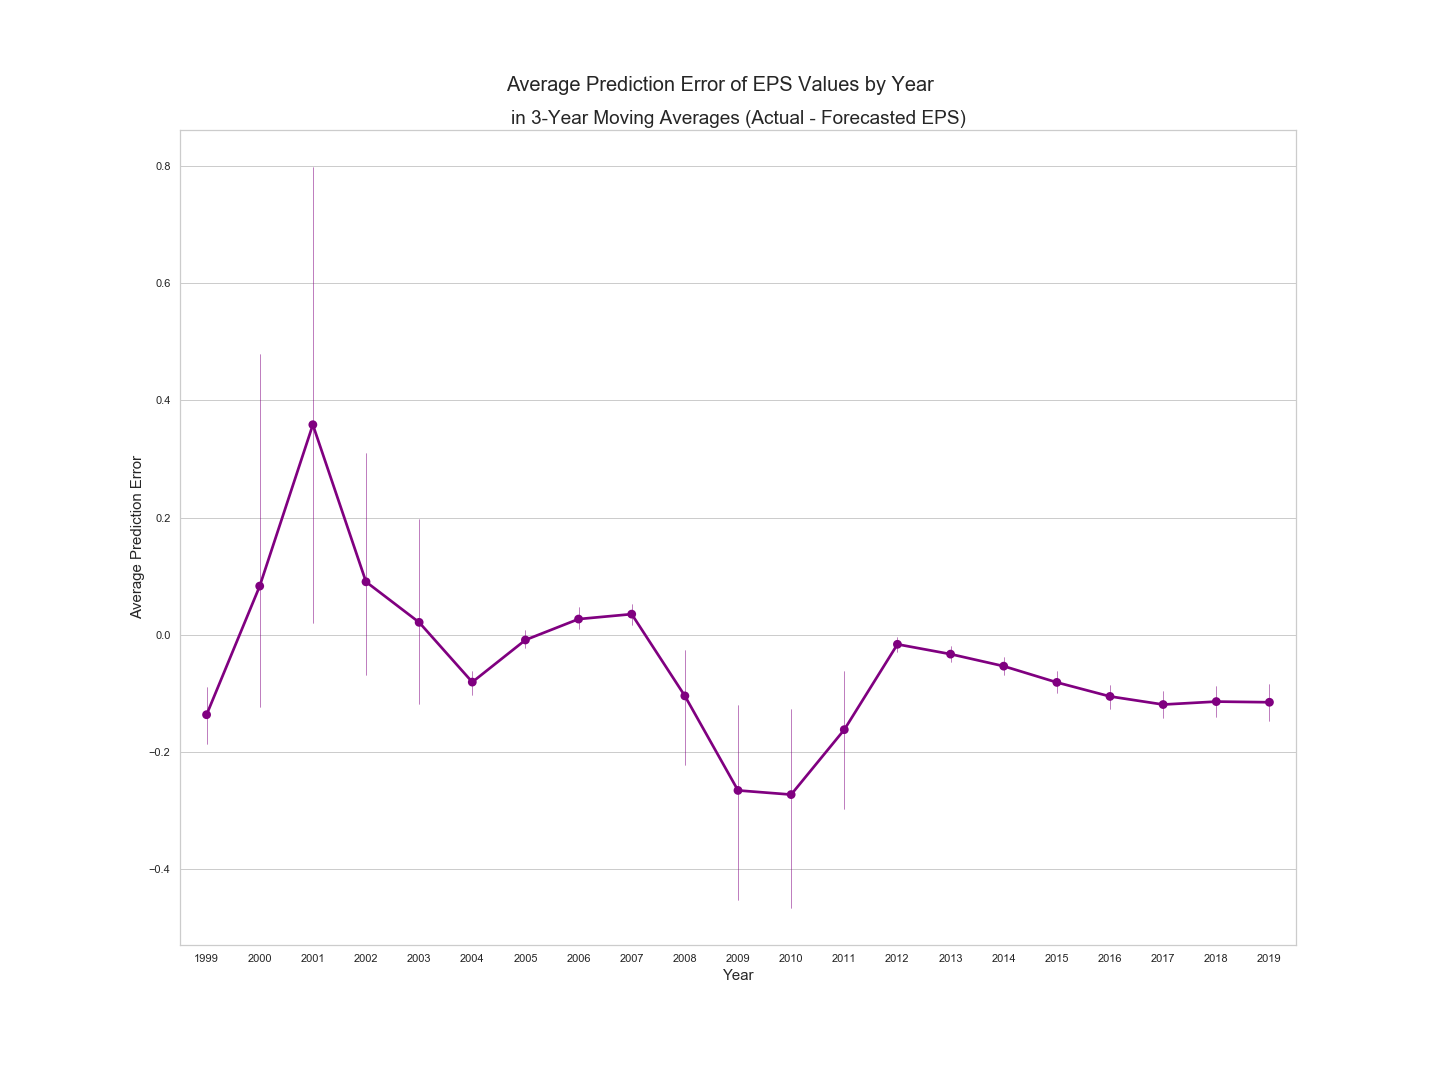 Average Prediction Error of EPS Values by Year
in 3-Year Moving Averages (Actual - Forecasted EPS)
0.8
0.6
0.4
0.2
0.0
−0.2
−0.4
Average Prediction Error
1999 2000 2001 2002 2003 2004 2005 2006 2007 2008 2009 2010 2011 2012 2013 2014 2015 2016 2017 2018 2019
Year